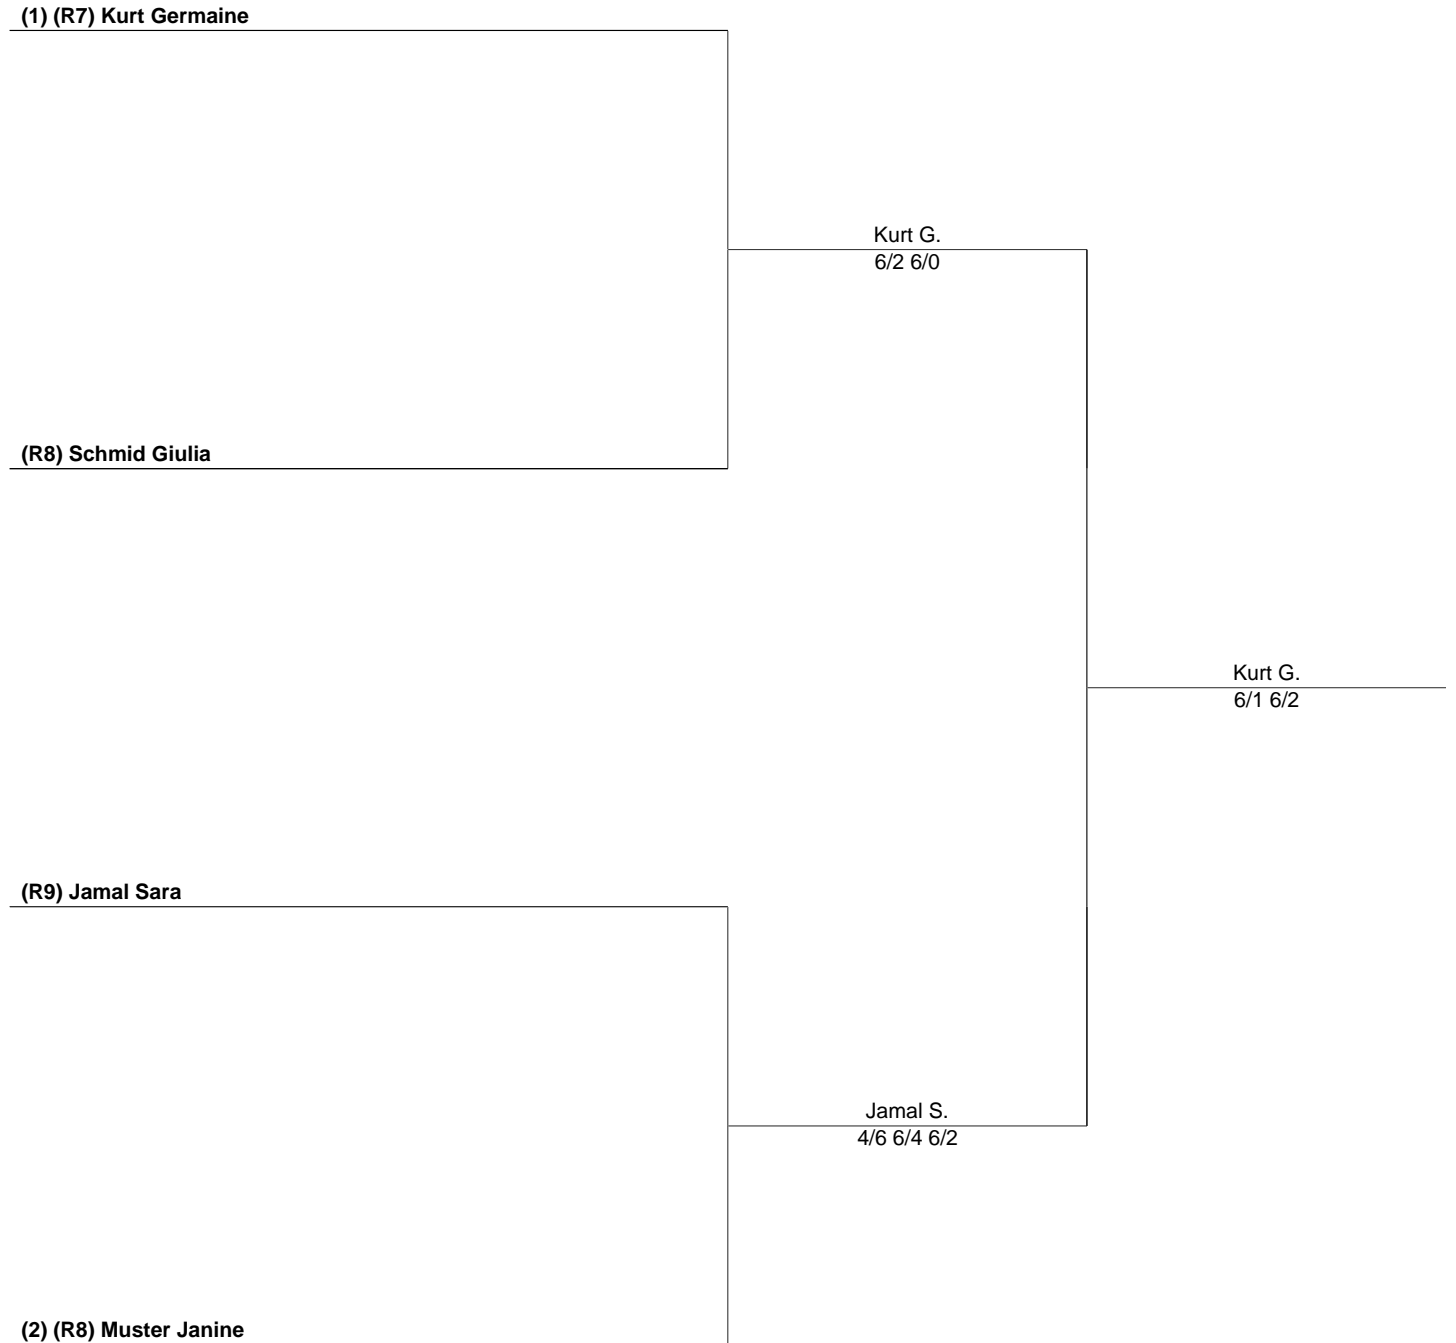 (1) (R7) Kurt Germaine
Kurt G.
6/2 6/0
(R8) Schmid Giulia
Kurt G.
6/1 6/2
(R9) Jamal Sara
Jamal S.
4/6 6/4 6/2
(2) (R8) Muster Janine